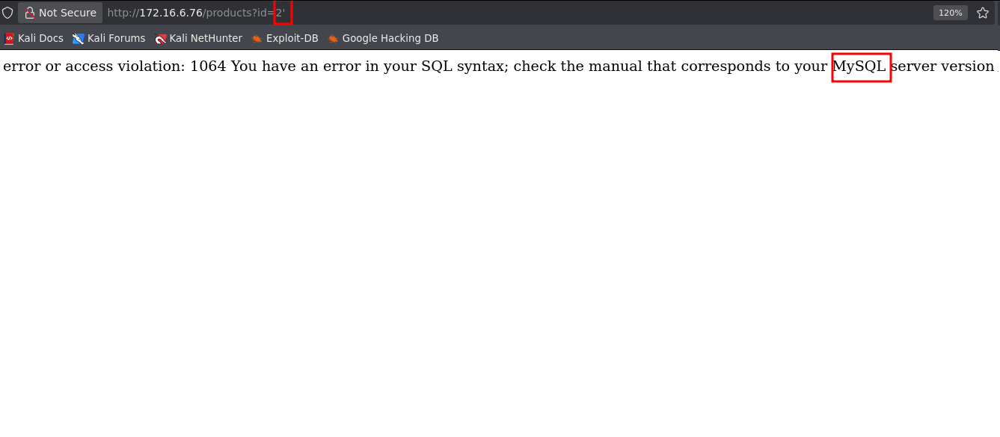 Not Secure http://172.16.6.76/products?id=2' 120%
Kali Docs Kali Forums Kali NetHunter Exploit-DB Google Hacking DB
error or access violation: 1064 You have an error in your SQL syntax; check the manual that corresponds to your MySQL server version